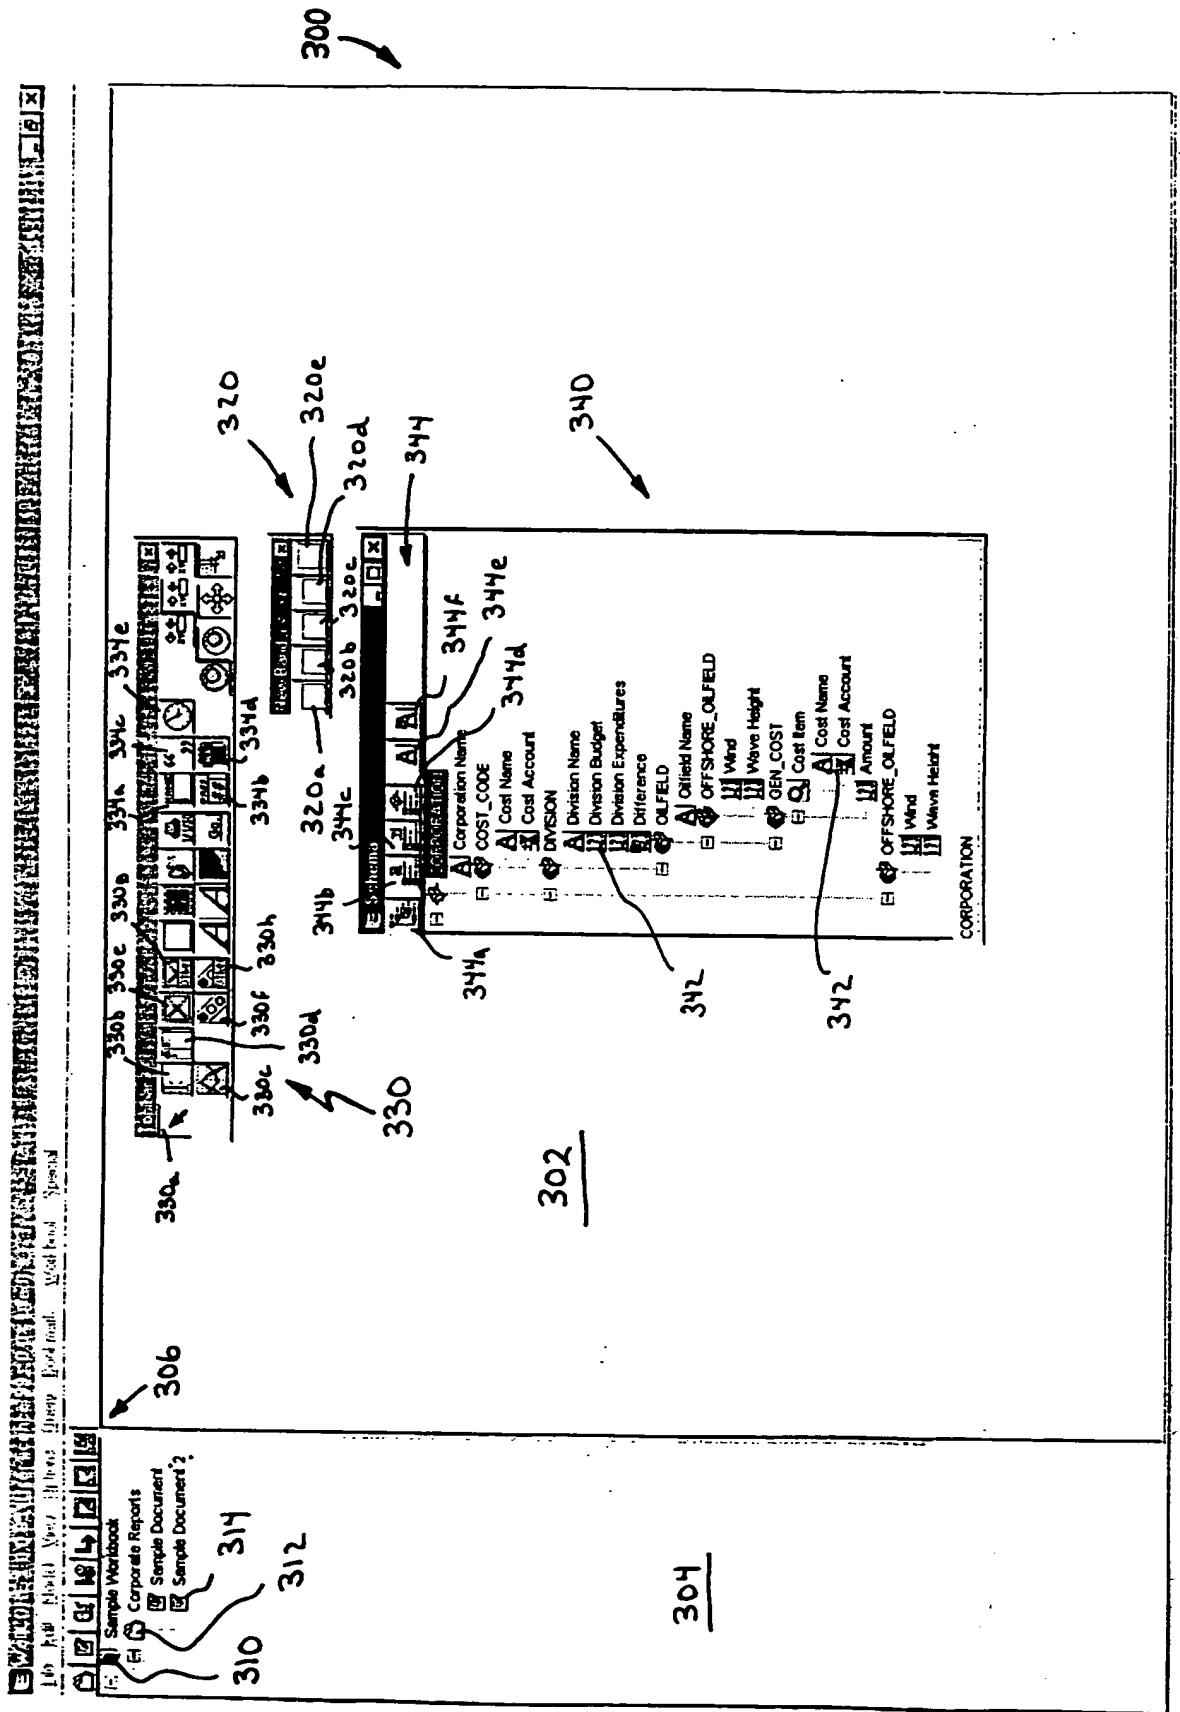 300
Special
306
Sample Workbook
Corporate Reports
Sample Document
Sample Document 2
310
312
314
304
302
330a
330b
330e
330g
334a
334c
334e
330c
330d
330f
330h
334b
334d
330
320
320a
320b
320c
320d
320e
Schema
344
344a
344b
344c
344d
344e
344f
340
CORPORATION
Corporation Name
COST_CODE
Cost Name
Cost Account
DIVISION
Division Name
Division Budget
Division Expenditures
Difference
OILFIELD
Oilfield Name
OFFSHORE_OILFIELD
Wind
Wave Height
GEN_COST
Cost Item
Cost Name
Cost Account
Amount
OFFSHORE_OILFIELD
Wind
Wave Height
CORPORATION
342
342